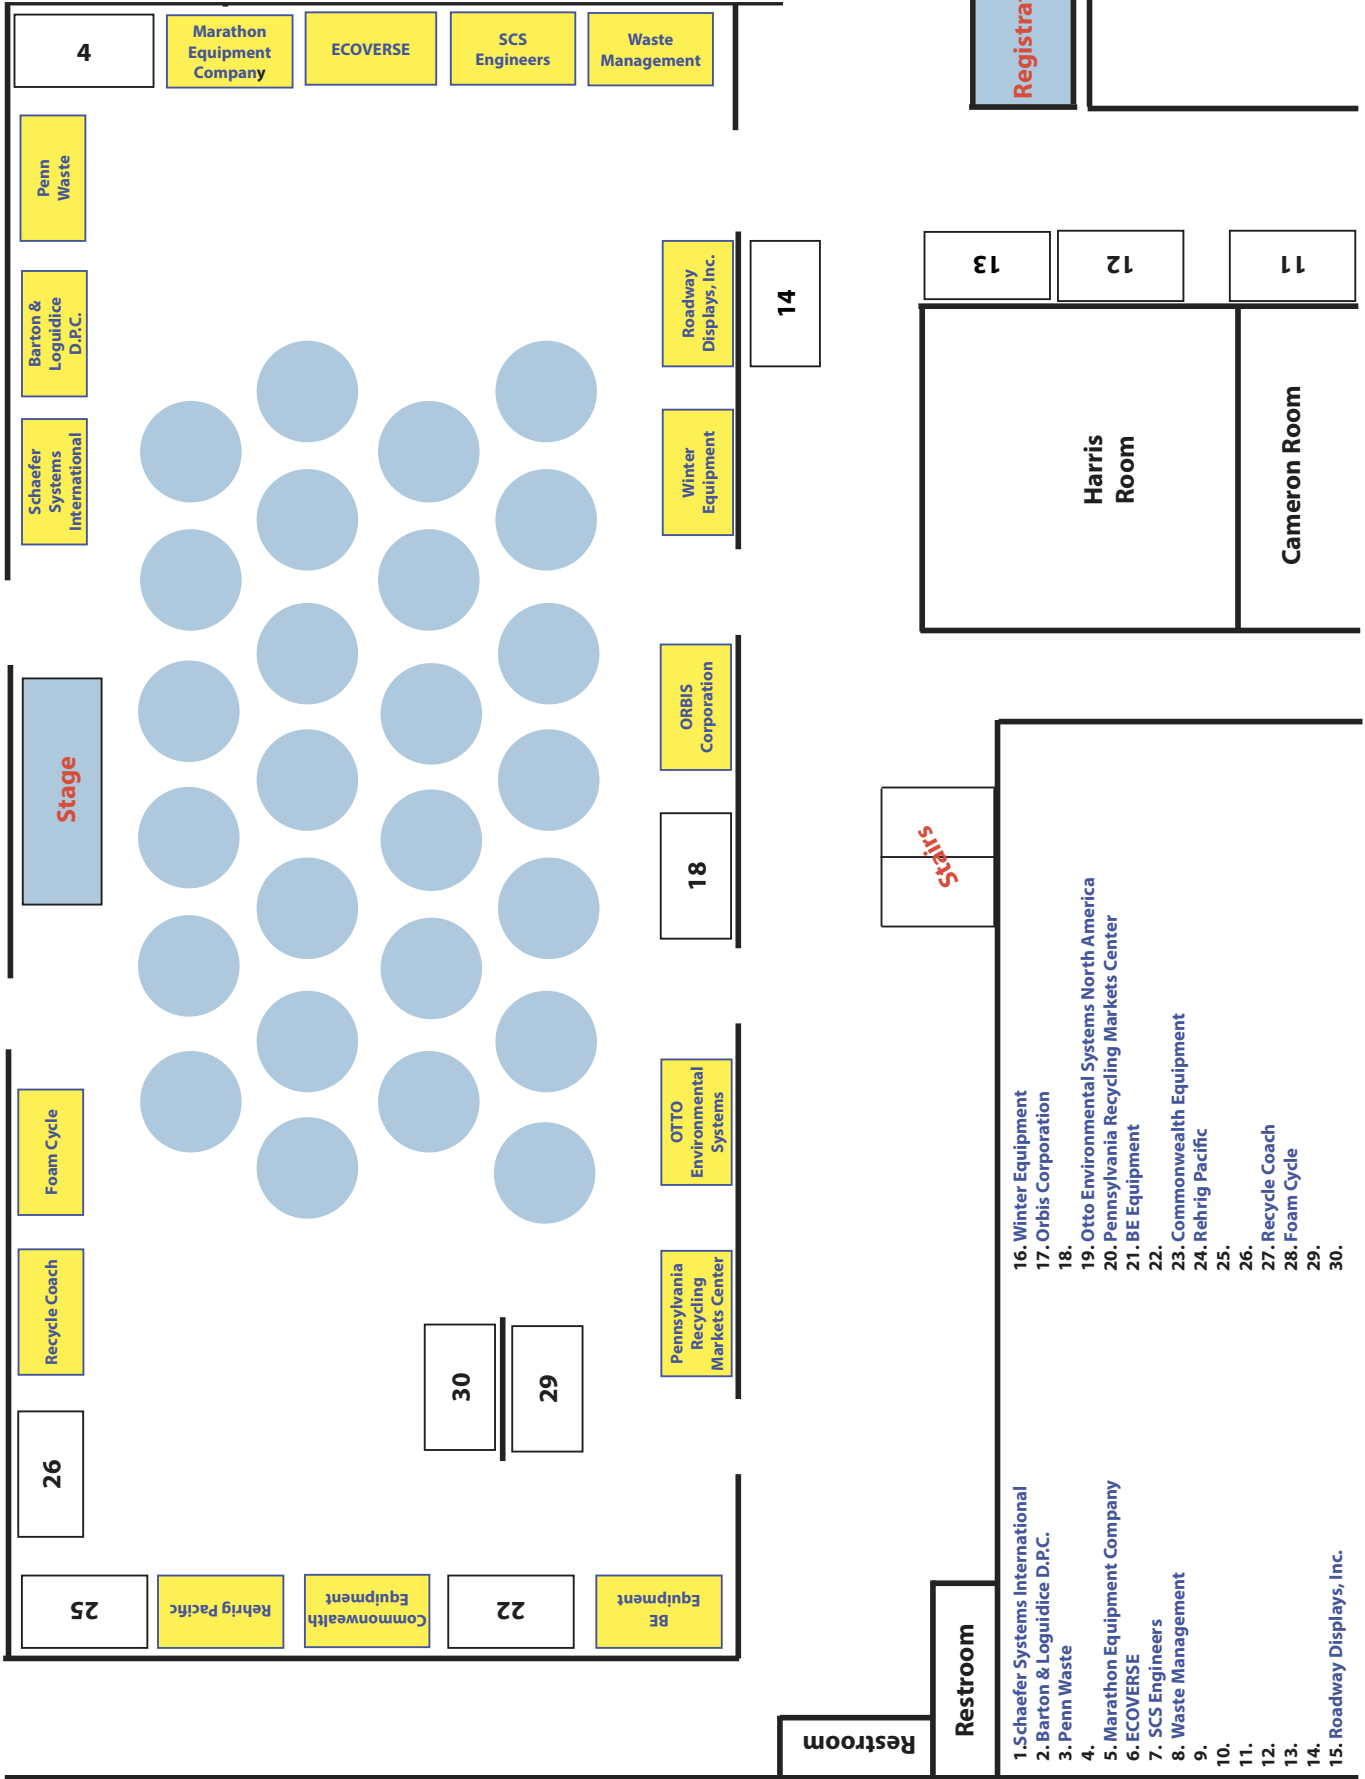 4
Marathon
Equipment
Company
ECOVERSE
SCS
Engineers
Waste
Management
Registra
Penn
Waste
Barton &
Loguidice
D.P.C.
Schaefer
Systems
International
Stage
Foam Cycle
Recycle Coach
26
25
Rehrig Pacific
Commonwealth
Equipment
22
BE
Equipment
30
29
Pennsylvania
Recycling
Markets Center
OTTO
Environmental
Systems
18
ORBIS
Corporation
Winter
Equipment
Roadway
Displays, Inc.
14
13
12
11
Harris
Room
Cameron Room
Stairs
Restroom
Restroom
1.Schaefer Systems International
2. Barton & Loguidice D.P.C.
3. Penn Waste
4.
5. Marathon Equipment Company
6. ECOVERSE
7. SCS Engineers
8. Waste Management
9.
10.
11.
12.
13.
14.
15. Roadway Displays, Inc.
16. Winter Equipment
17. Orbis Corporation
18.
19. Otto Environmental Systems North America
20. Pennsylvania Recycling Markets Center
21. BE Equipment
22.
23. Commonwealth Equipment
24. Rehrig Pacific
25.
26.
27. Recycle Coach
28. Foam Cycle
29.
30.